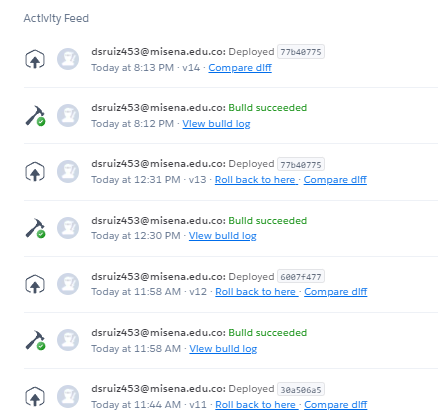 Activity Feed
dsruiz453@misena.edu.co: Deployed 77b40775
Today at 8:13 PM · v14 · Compare diff
dsruiz453@misena.edu.co: Build succeeded
Today at 8:12 PM · View build log
dsruiz453@misena.edu.co: Deployed 77b40775
Today at 12:31 PM · v13 · Roll back to here · Compare diff
dsruiz453@misena.edu.co: Build succeeded
Today at 12:30 PM · View build log
dsruiz453@misena.edu.co: Deployed 6007f477
Today at 11:58 AM · v12 · Roll back to here · Compare diff
dsruiz453@misena.edu.co: Build succeeded
Today at 11:58 AM · View build log
dsruiz453@misena.edu.co: Deployed 30a506a5
Today at 11:44 AM · v11 · Roll back to here · Compare diff